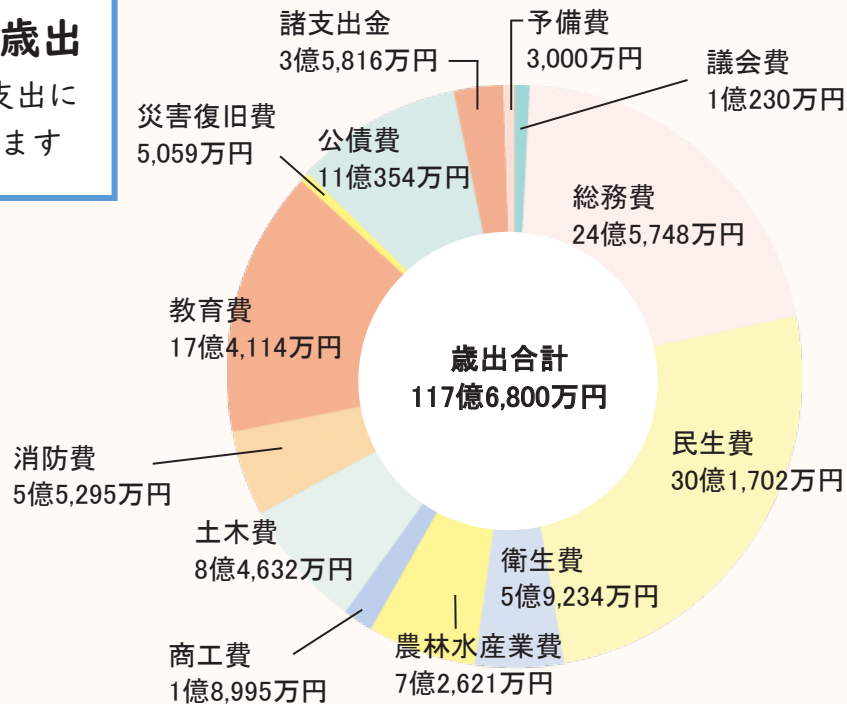 歳出
支出に
ます
諸支出金
3億5,816万円
予備費
3,000万円
議会費
1億230万円
災害復旧費
5,059万円
公債費
11億354万円
総務費
24億5,748万円
教育費
17億4,114万円
歳出合計
117億6,800万円
民生費
30億1,702万円
消防費
5億5,295万円
土木費
8億4,632万円
衛生費
5億9,234万円
商工費
1億8,995万円
農林水産業費
7億2,621万円